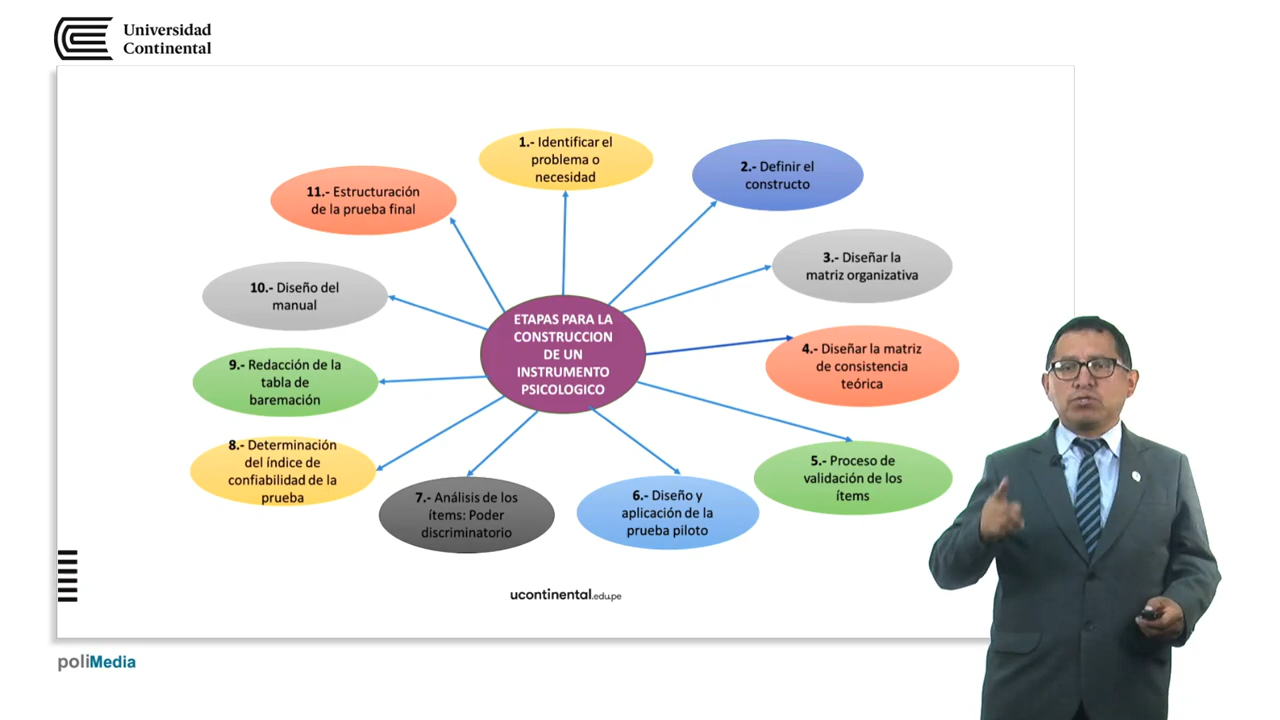 Universidad
Continental
1.- Identificar el
problema o
necesidad
2.- Definir el
constructo
3.- Diseñar la
matriz organizativa
4.- Diseñar la matriz
de consistencia
teórica
5.- Proceso de
validación de los
ítems
6.- Diseño y
aplicación de la
prueba piloto
7.- Análisis de los
ítems: Poder
discriminatorio
8.- Determinación
del índice de
confiabilidad de la
prueba
9.- Redacción de la
tabla de
baremación
10.- Diseño del
manual
11.- Estructuración
de la prueba final
ETAPAS PARA LA
CONSTRUCCION
DE UN
INSTRUMENTO
PSICOLOGICO
ucontinental.edu.pe
poliMedia